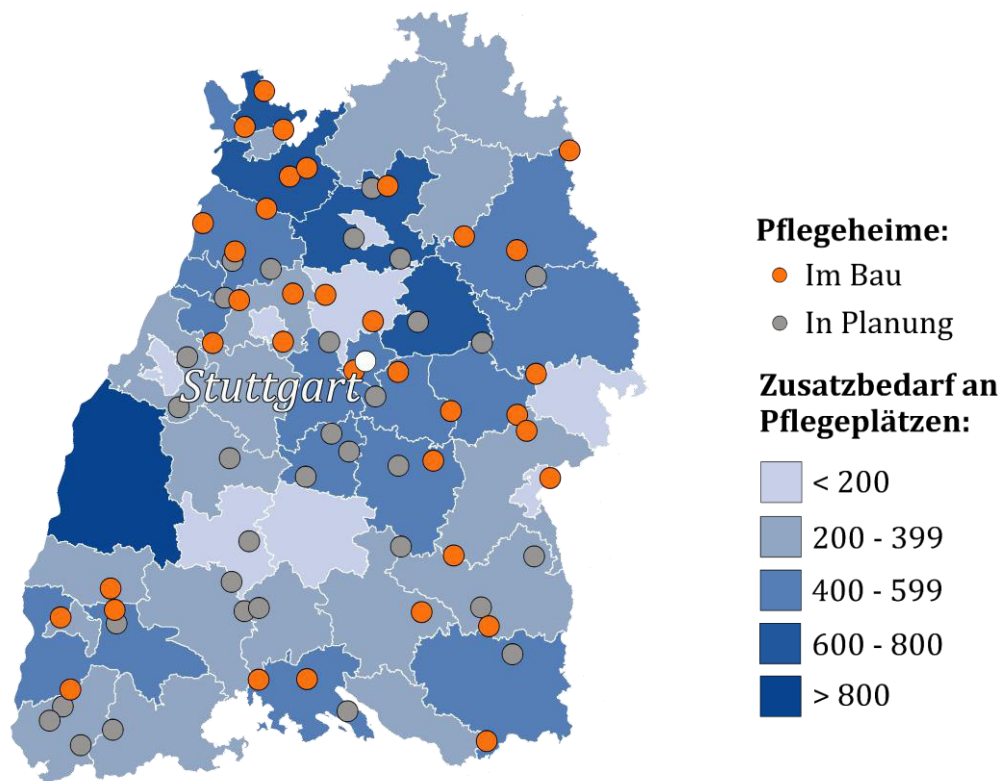 Stuttgart
Pflegeheime:
Im Bau
In Planung
Zusatzbedarf an
Pflegeplätzen:
< 200
200 - 399
400 - 599
600 - 800
> 800